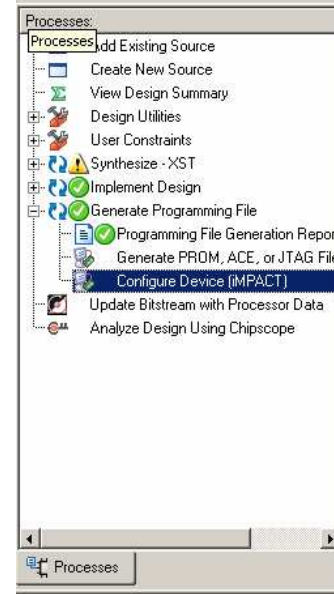 Processes:
Processes
Add Existing Source
Create New Source
View Design Summary
Design Utilities
User Constraints
Synthesize - XST
Implement Design
Generate Programming File
Programming File Generation Repor
Generate PROM, ACE, or JTAG File
Configure Device (iMPACT)
Update Bitstream with Processor Data
Analyze Design Using Chipscope
Processes